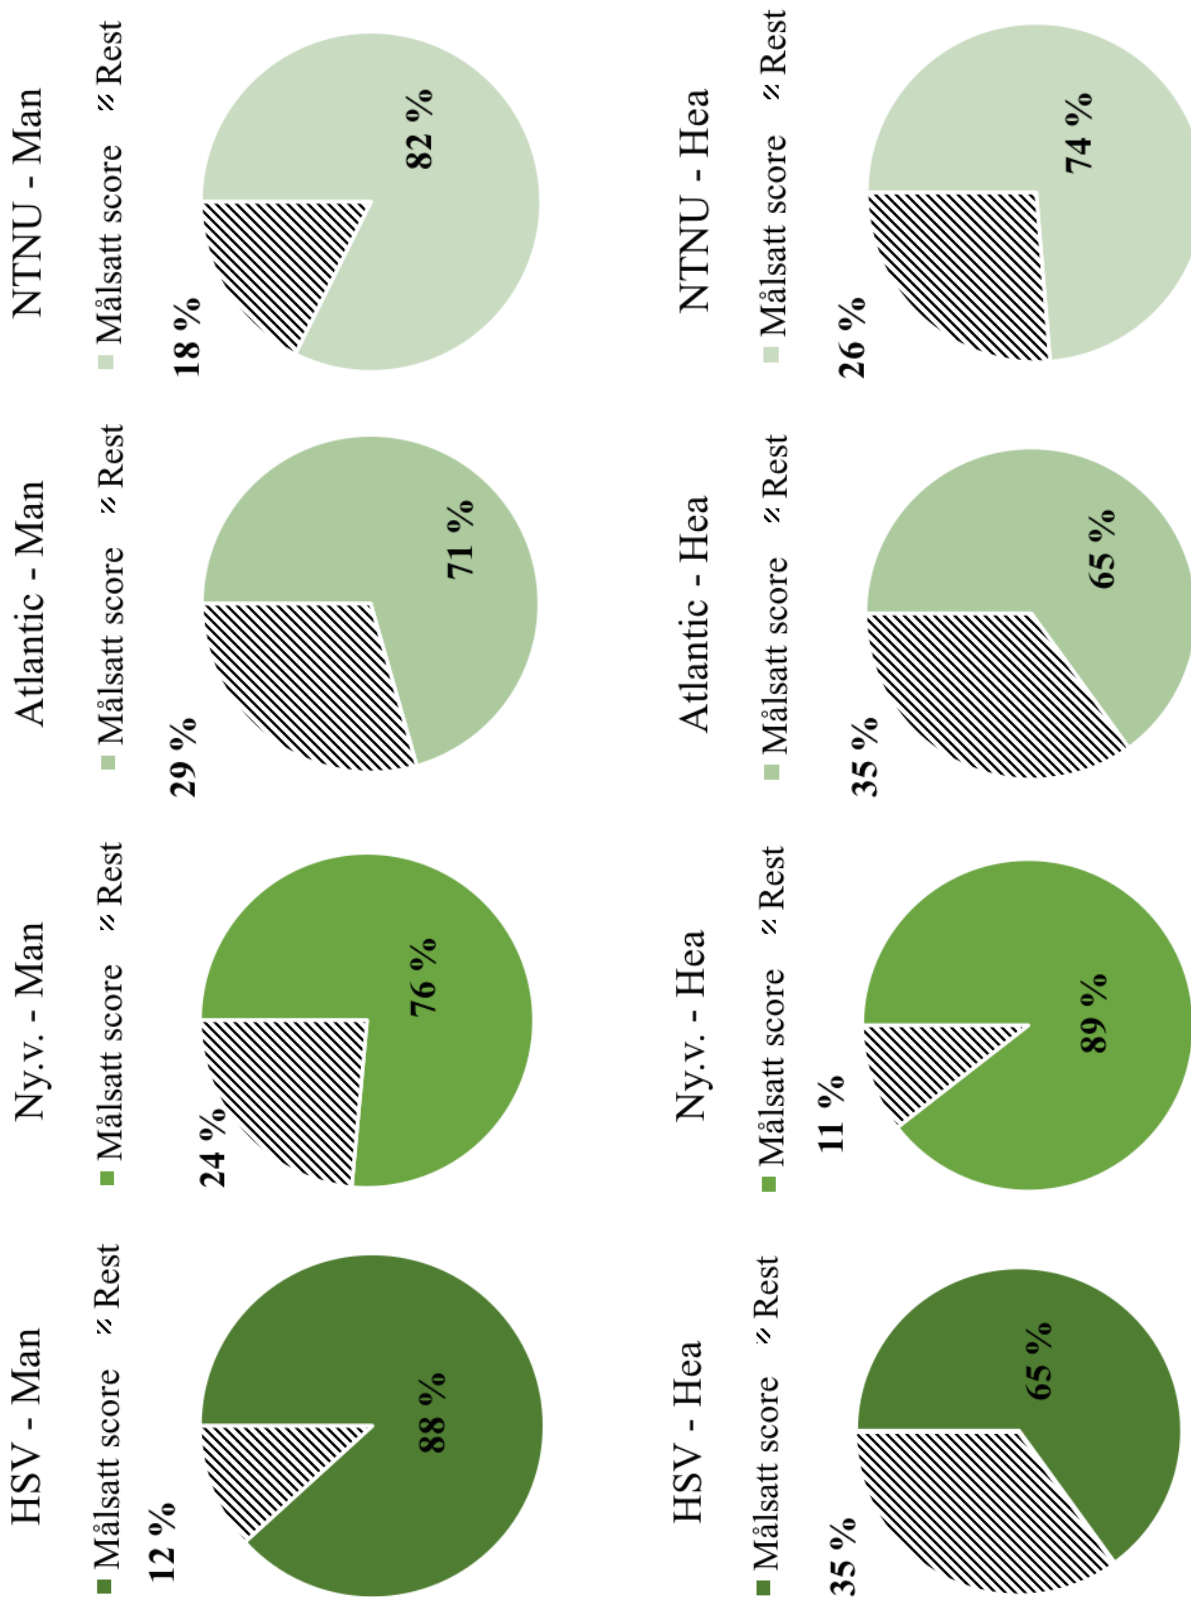 HSV - Man
■ Målsatt score Rest
12 %
88 %
Ny.v. - Man
■ Målsatt score Rest
24 %
76 %
Atlantic - Man
■ Målsatt score Rest
29 %
71 %
NTNU - Man
■ Målsatt score Rest
18 %
82 %
HSV - Hea
■ Målsatt score Rest
35 %
65 %
Ny.v. - Hea
■ Målsatt score Rest
11 %
89 %
Atlantic - Hea
■ Målsatt score Rest
35 %
65 %
NTNU - Hea
■ Målsatt score Rest
26 %
74 %